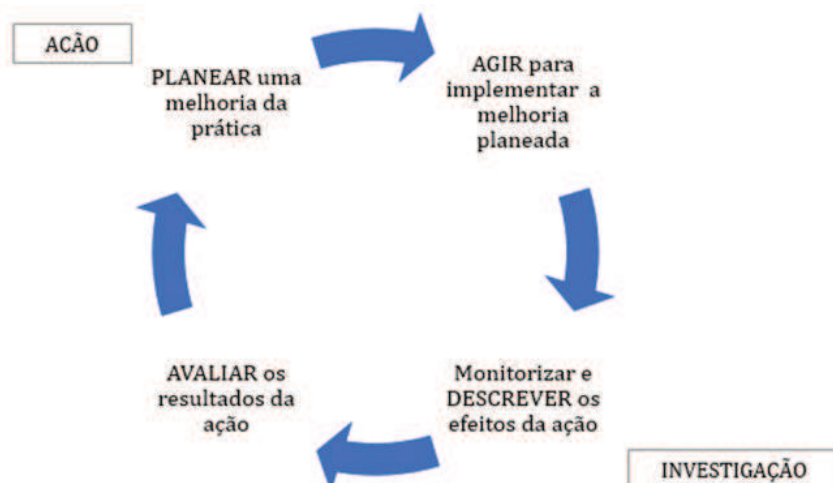 ACÃO
PLANEAR uma
melhoria da
prática
AGIR para
implementar a
melhoria
planeada
Monitorizar e
DESCREVER os
efeitos da ação
AVALIAR os
resultados da
ação
INVESTIGAÇÃO